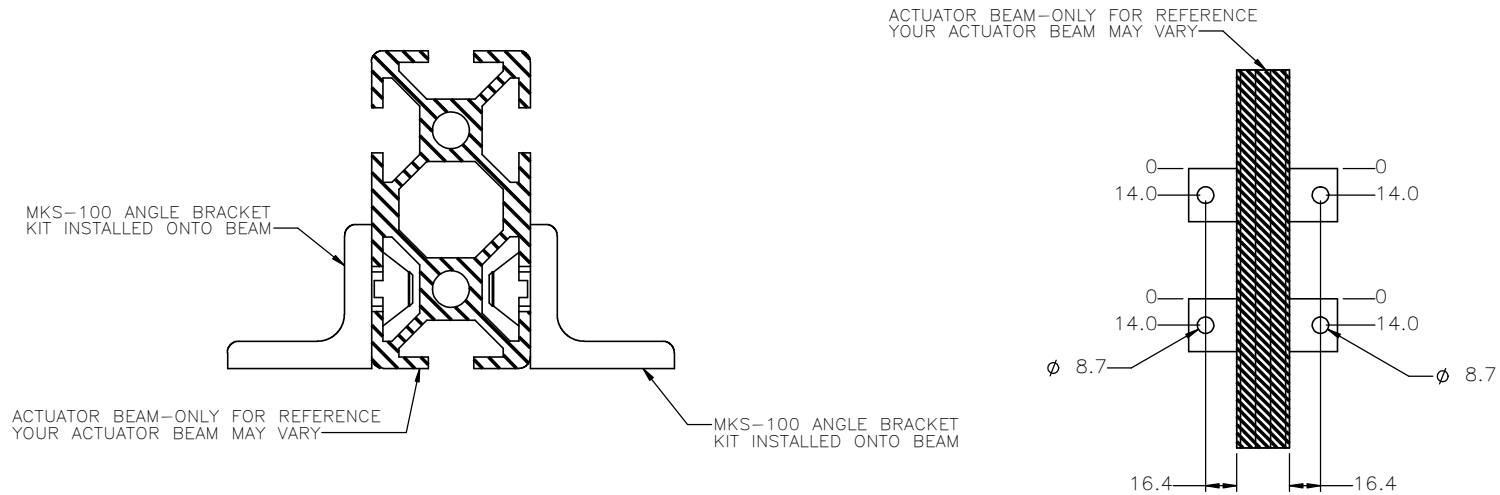 ACTUATOR BEAM-ONLY FOR REFERENCE
YOUR ACTUATOR BEAM MAY VARY
MKS-100 ANGLE BRACKET
KIT INSTALLED ONTO BEAM
ACTUATOR BEAM-ONLY FOR REFERENCE
YOUR ACTUATOR BEAM MAY VARY
MKS-100 ANGLE BRACKET
KIT INSTALLED ONTO BEAM
0
0
14.0
14.0
0
0
14.0
14.0
ϕ 8.7
ϕ 8.7
16.4
16.4